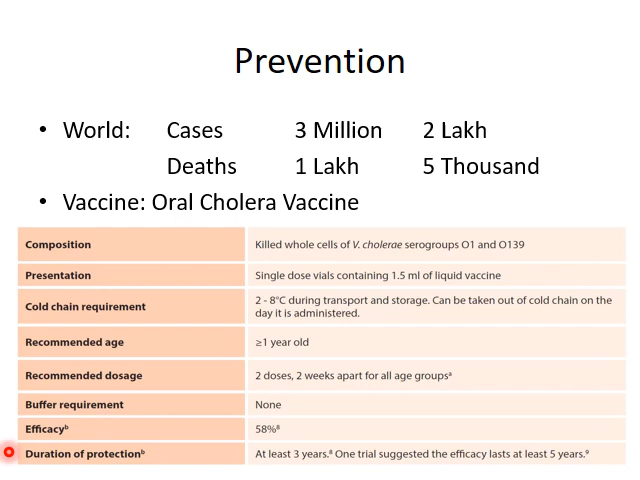 Prevention
• World: Cases 3 Million 2 Lakh
Deaths 1 Lakh 5 Thousand
• Vaccine: Oral Cholera Vaccine
Composition Killed whole cells of V. cholerae serogroups O1 and O139
Presentation Single dose vials containing 1.5 ml of liquid vaccine
Cold chain requirement 2 - 8°C during transport and storage. Can be taken out of cold chain on the
day it is administered.
Recommended age ≥1 year old
Recommended dosage 2 doses, 2 weeks apart for all age groupsᵃ
Buffer requirement None
Efficacyᵇ 58%⁸
Duration of protectionᵇ At least 3 years.⁸ One trial suggested the efficacy lasts at least 5 years.⁹